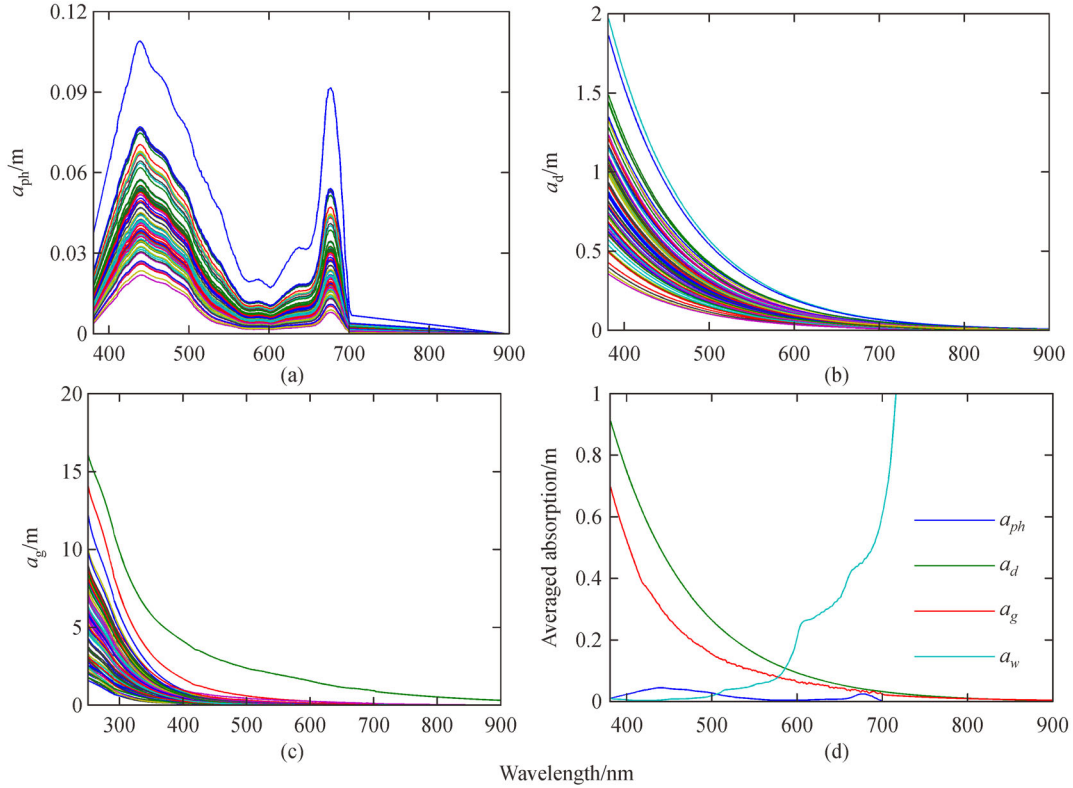 0.12
0.09
0.06
0.03
0
a_ph/m
400 500 600 700 800 900
(a)
2
1.5
1
0.5
0
a_d/m
400 500 600 700 800 900
(b)
20
15
10
5
0
a_g/m
300 400 500 600 700 800 900
(c)
1
0.8
0.6
0.4
0.2
0
Averaged absorption/m
a_ph
a_d
a_g
a_w
400 500 600 700 800 900
(d)
Wavelength/nm